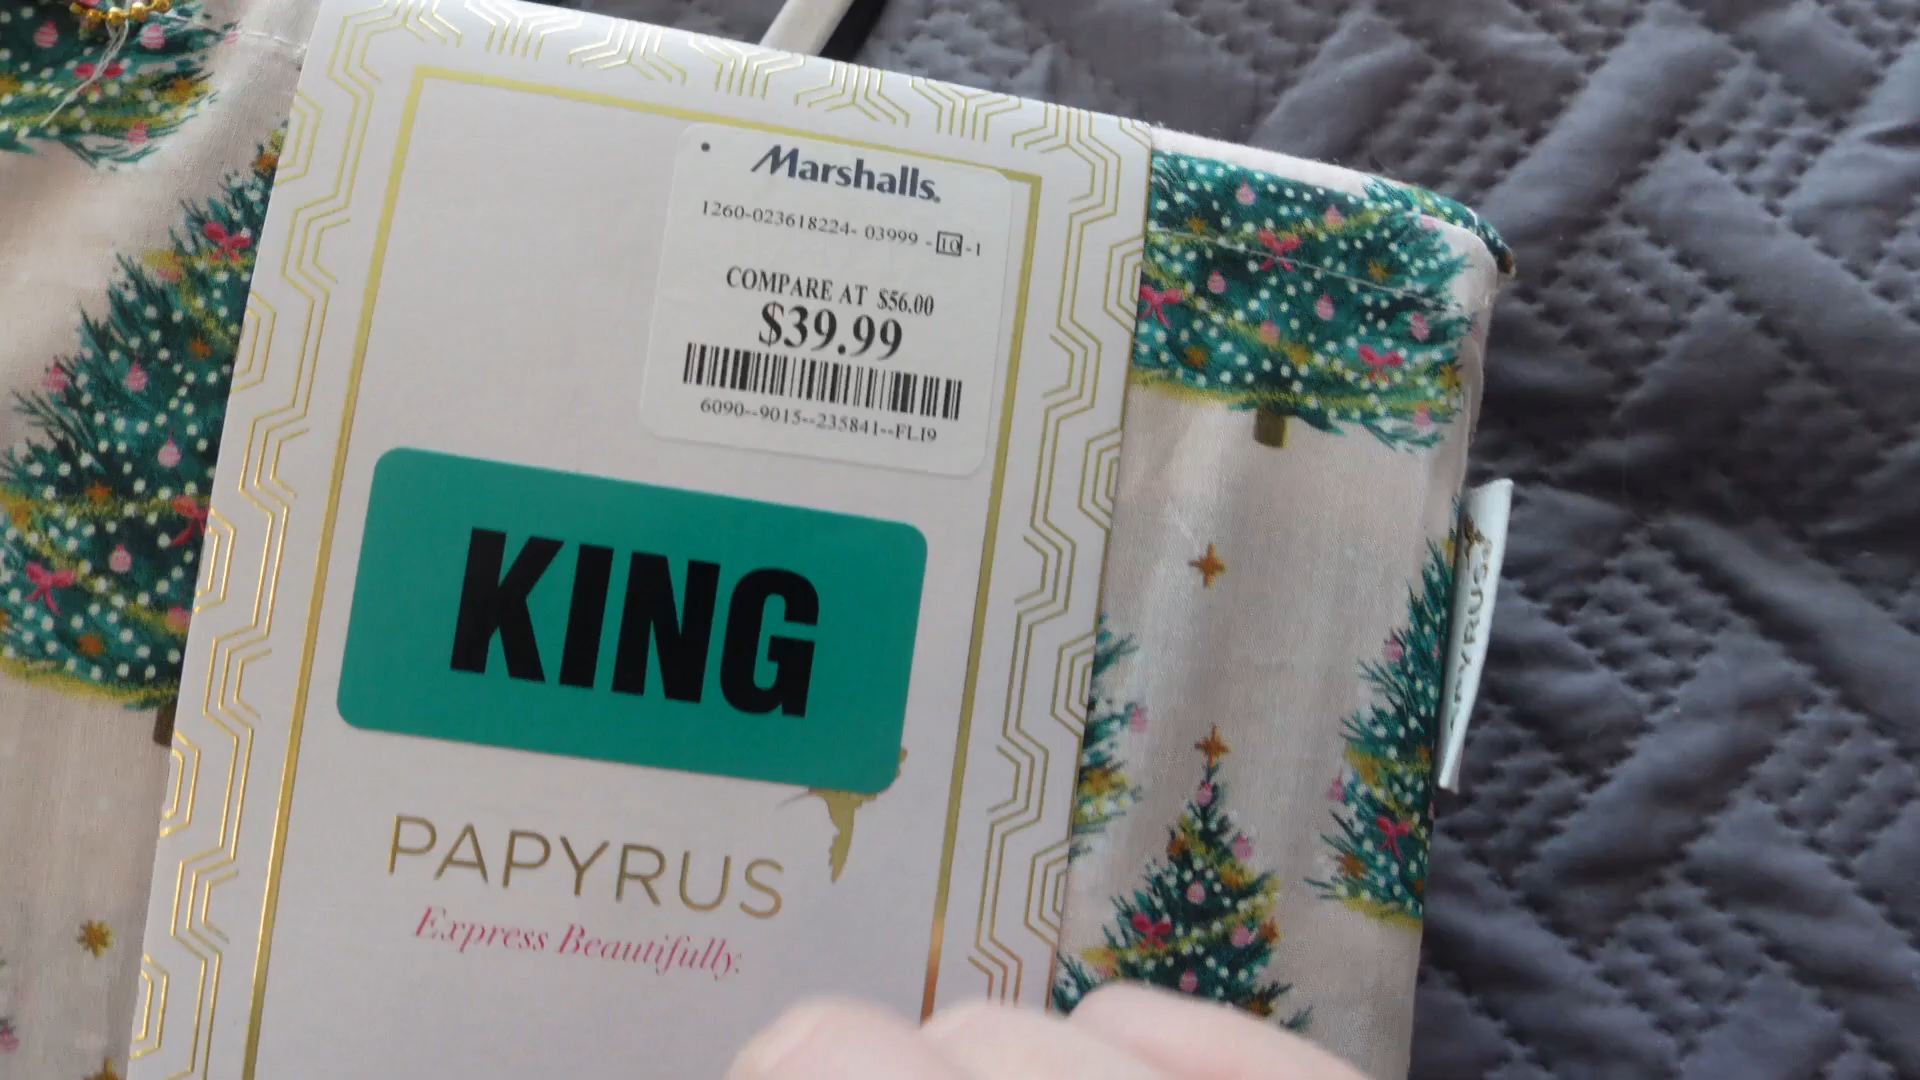 Marshalls.
1260-023618224- 03999 -10-1
COMPARE AT $56.00
$39.99
6090--9015--235841--FL19
KING
PAPYRUS
Express Beautifully.
PAPYRUS